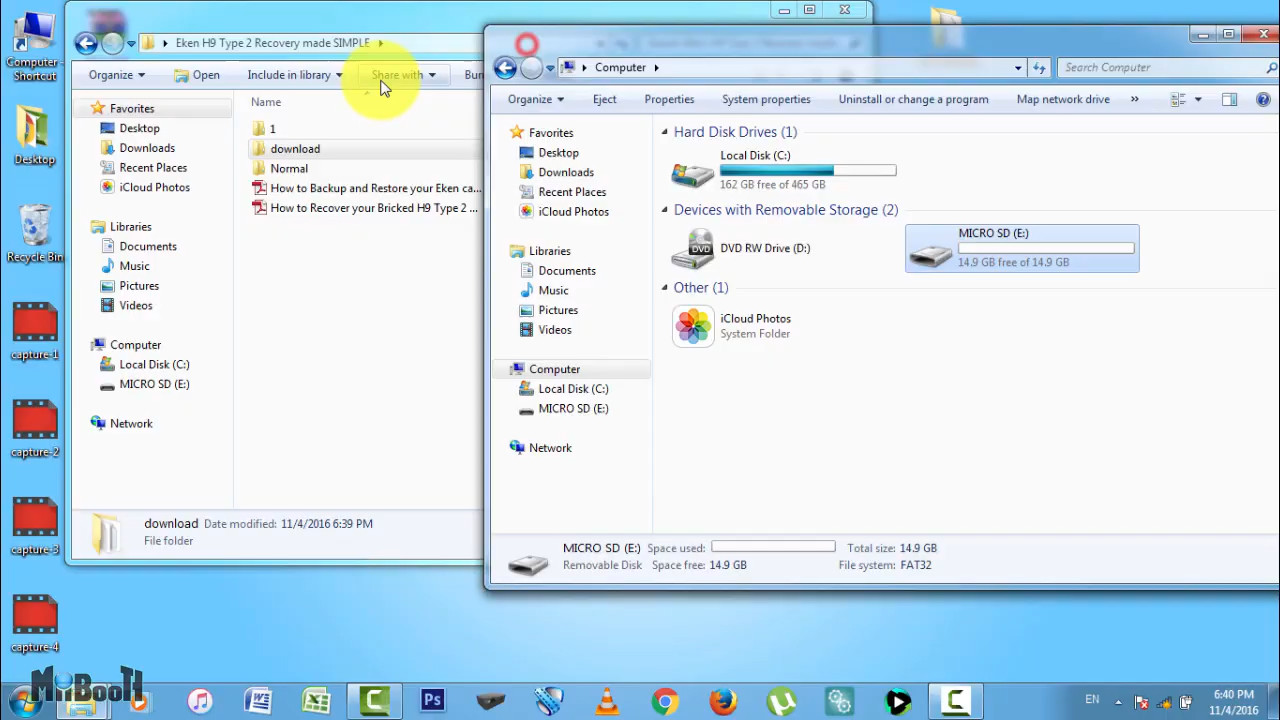 Computer - Shortcut
Desktop
Recycle Bin
capture-1
capture-2
capture-3
capture-4
Eken H9 Type 2 Recovery made SIMPLE
Organize
Open
Include in library
Share with
Favorites
Desktop
Downloads
Recent Places
iCloud Photos
Libraries
Documents
Music
Pictures
Videos
Computer
Local Disk (C:)
MICRO SD (E:)
Network
Name
1
download
Normal
How to Backup and Restore your Eken ca...
How to Recover your Bricked H9 Type 2 ...
download Date modified: 11/4/2016 6:39 PM
File folder
Computer
Search Computer
Organize
Eject
Properties
System properties
Uninstall or change a program
Map network drive
»
Favorites
Desktop
Downloads
Recent Places
iCloud Photos
Libraries
Documents
Music
Pictures
Videos
Computer
Local Disk (C:)
MICRO SD (E:)
Network
Hard Disk Drives (1)
Local Disk (C:)
162 GB free of 465 GB
Devices with Removable Storage (2)
DVD
DVD RW Drive (D:)
MICRO SD (E:)
14.9 GB free of 14.9 GB
Other (1)
iCloud Photos
System Folder
MICRO SD (E:) Space used: Total size: 14.9 GB
Removable Disk Space free: 14.9 GB File system: FAT32
Ps
EN
6:40 PM
11/4/2016